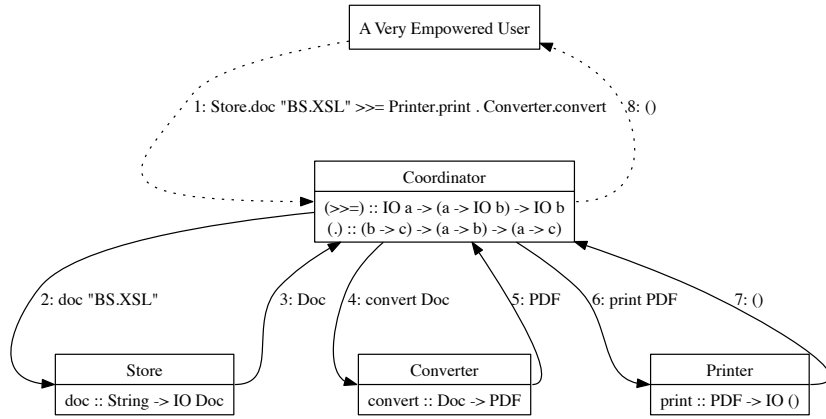 A Very Empowered User
1: Store.doc "BS.XSL" >>= Printer.print . Converter.convert
8: ()
Coordinator
(>>=) :: IO a -> (a -> IO b) -> IO b
(.) :: (b -> c) -> (a -> b) -> (a -> c)
2: doc "BS.XSL"
3: Doc
4: convert Doc
5: PDF
6: print PDF
7: ()
Store
doc :: String -> IO Doc
Converter
convert :: Doc -> PDF
Printer
print :: PDF -> IO ()